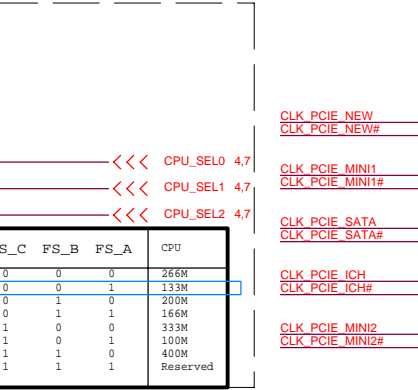 CLK_PCIE_NEW
CLK_PCIE_NEW#
CPU_SEL0 4,7
CLK_PCIE_MINI1
CLK_PCIE_MINI1#
CPU_SEL1 4,7
CPU_SEL2 4,7
CLK_PCIE_SATA
CLK_PCIE_SATA#
S_C FS_B FS_A CPU
0 0 0 266M
0 0 1 133M
0 1 0 200M
0 1 1 166M
1 0 0 333M
1 0 1 100M
1 1 0 400M
1 1 1 Reserved
CLK_PCIE_ICH
CLK_PCIE_ICH#
CLK_PCIE_MINI2
CLK_PCIE_MINI2#